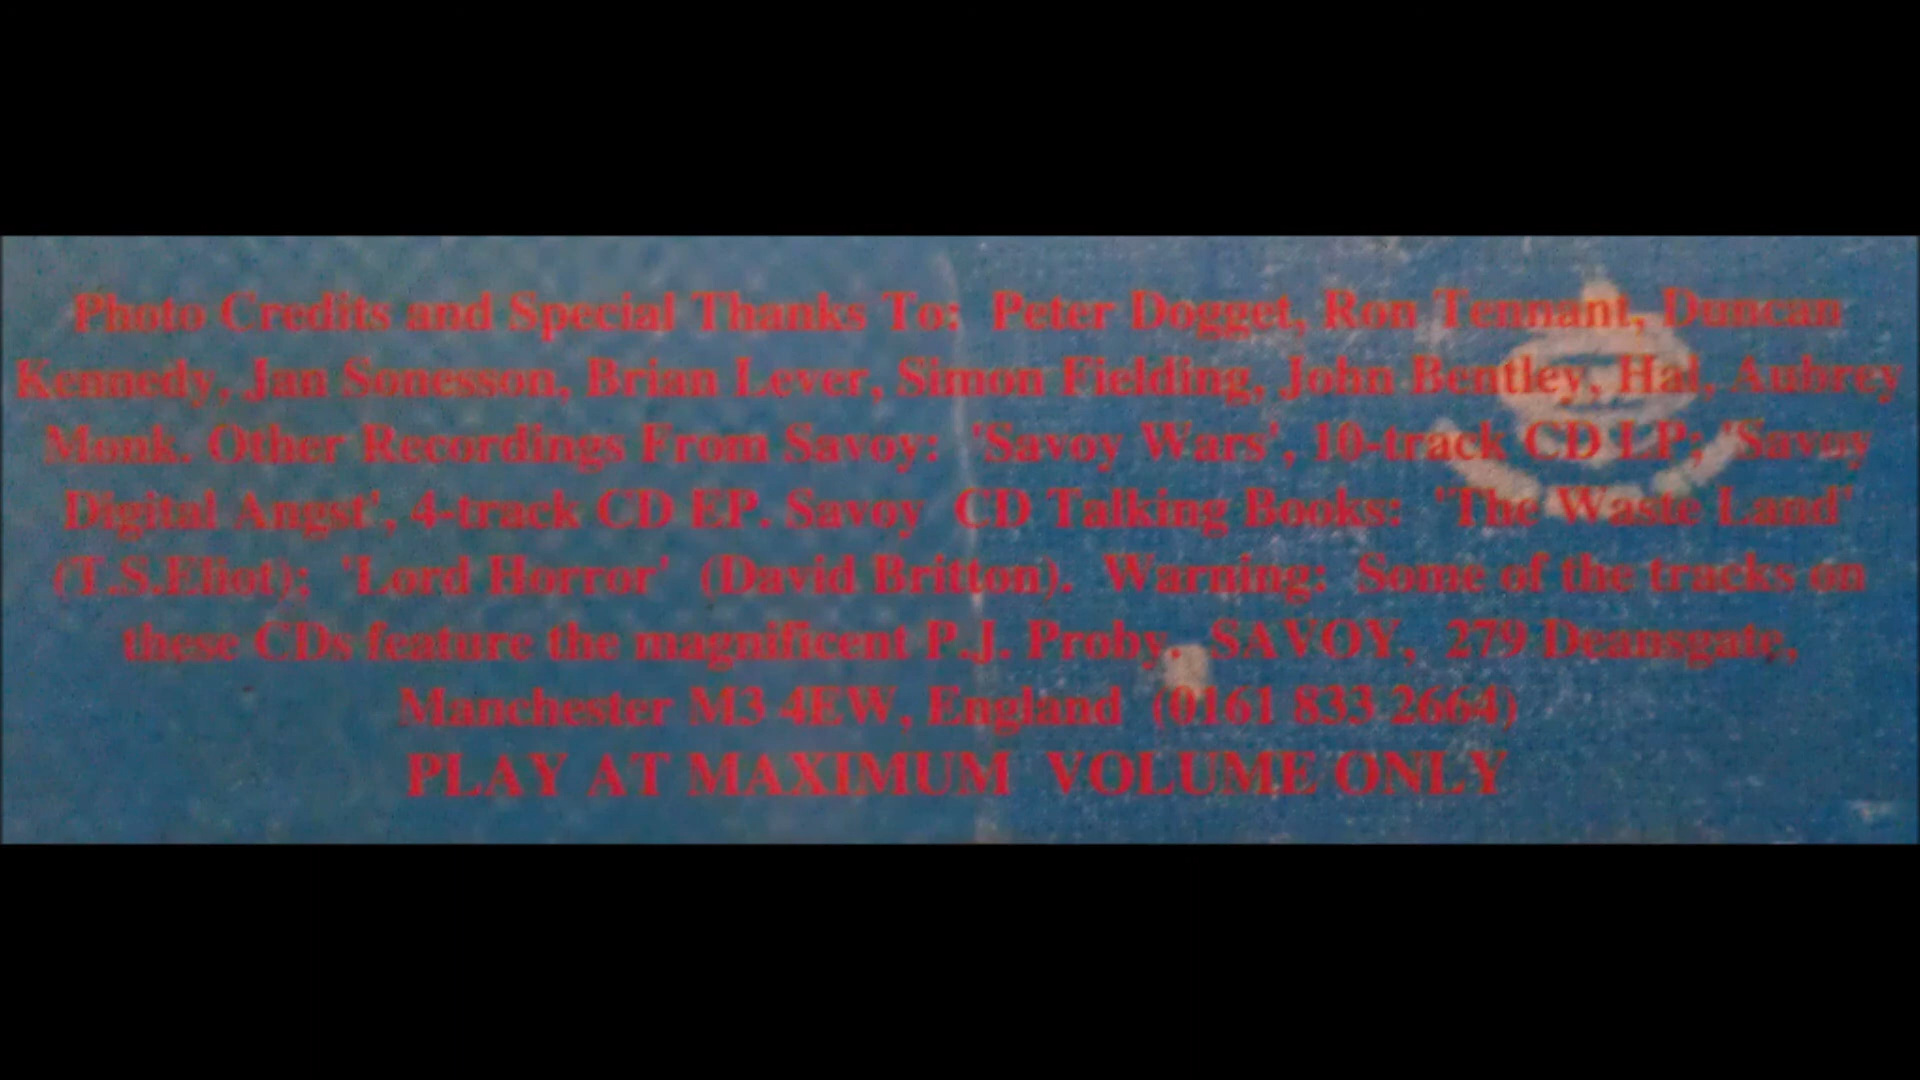 Photo Credits and Special Thanks To: Peter Dogget, Ron Tennant, Duncan
Kennedy, Jan Sonesson, Brian Lever, Simon Fielding, John Bentley, Hal, Aubrey
Monk. Other Recordings From Savoy: 'Savoy Wars', 10-track CD LP; 'Savoy
Digital Angst', 4-track CD EP. Savoy CD Talking Books: 'The Waste Land'
(T.S.Eliot); 'Lord Horror' (David Britton). Warning: Some of the tracks on
these CDs feature the magnificent P.J. Proby. SAVOY, 279 Deansgate,
Manchester M3 4EW, England (0161 833 2664)
PLAY AT MAXIMUM VOLUME ONLY